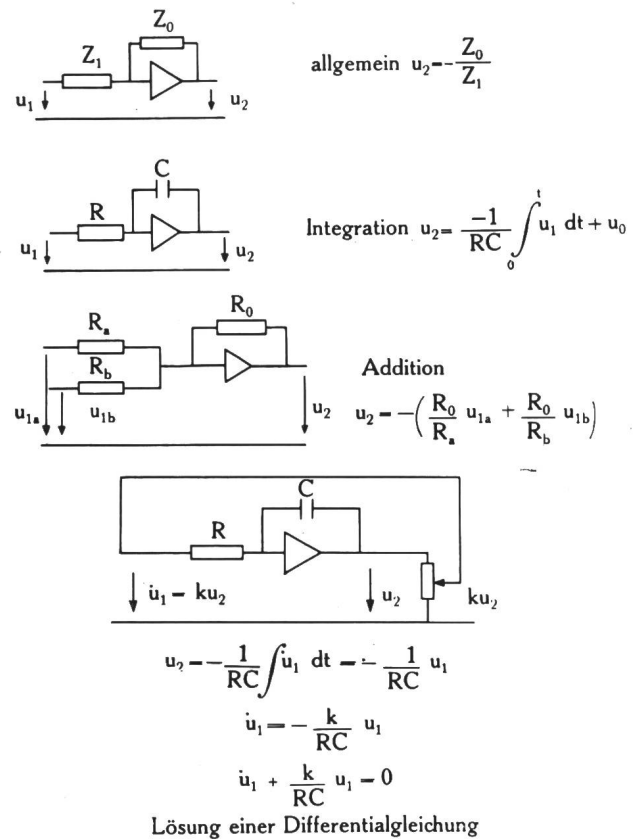 Z₀
Z₁
u₁
u₂
allgemein u₂=-Z₀/Z₁
C
R
u₁
u₂
Integration u₂= -1/RC ∫₀ᵗ u₁ dt + u₀
R₀
Rₐ
R_b
u₁ₐ
u₁b
u₂
Addition
u₂ = -(R₀/Rₐ u₁ₐ + R₀/R_b u₁b)
C
R
u̇₁ = ku₂
u₂
ku₂
u₂ = -1/RC ∫ u̇₁ dt = - 1/RC u₁
u̇₁ = - k/RC u₁
u̇₁ + k/RC u₁ = 0
Lösung einer Differentialgleichung